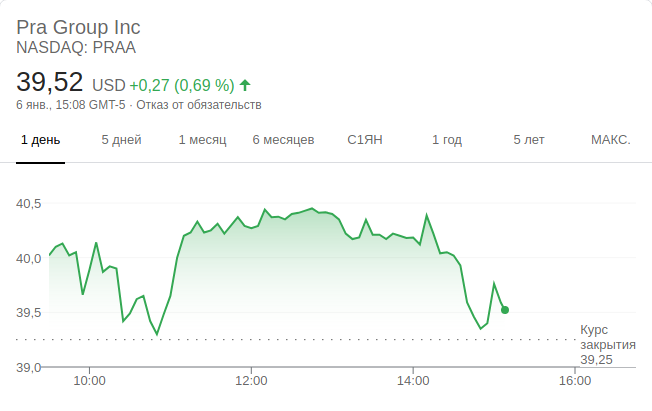 Pra Group Inc
NASDAQ: PRAA
39,52 USD +0,27 (0,69 %)
6 янв., 15:08 GMT-5 · Отказ от обязательств
1 день 5 дней 1 месяц 6 месяцев С1ЯН 1 год 5 лет МАКС.
40,5
40,0
39,5
Курс
закрытия
39,25
39,0
10:00 12:00 14:00 16:00